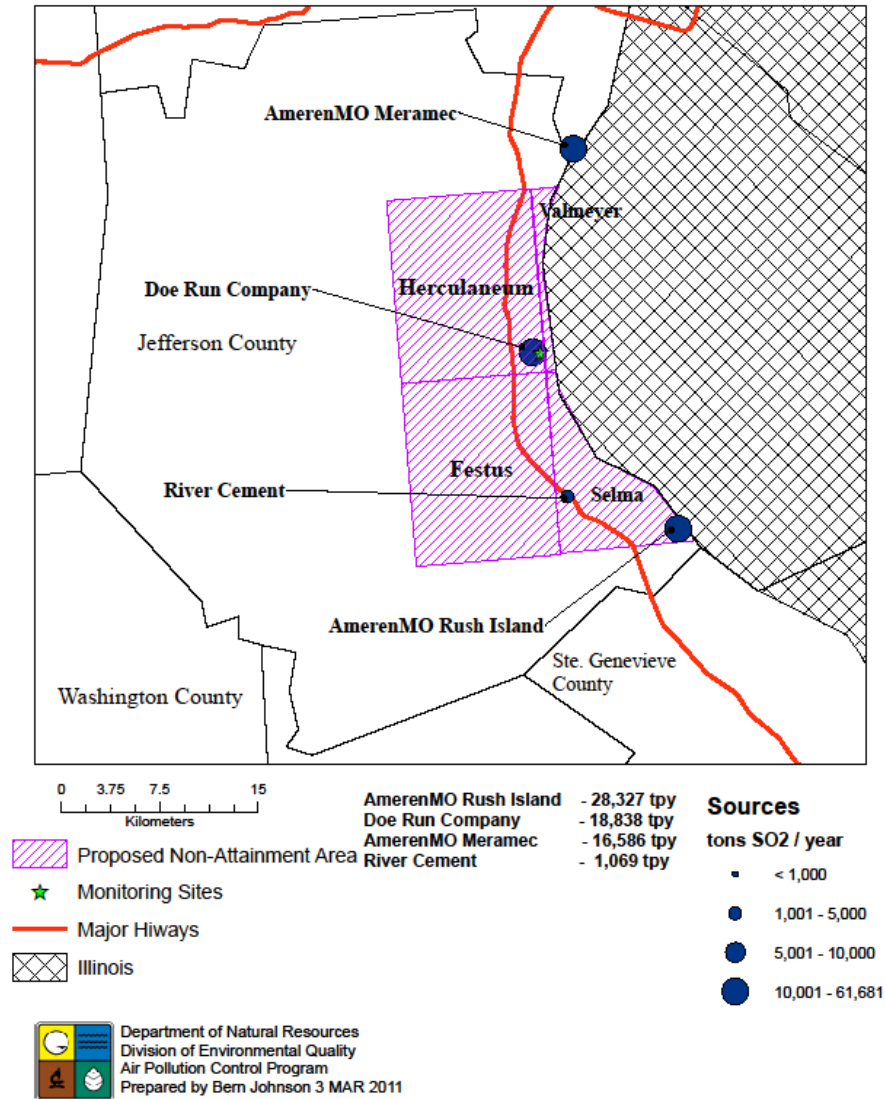 AmerenMO Meramec
Valmeyer
Herculaneum
Doe Run Company
Jefferson County
Festus
River Cement
Selma
AmerenMO Rush Island
Ste. Genevieve
County
Washington County
0 3.75 7.5 15
Kilometers
Proposed Non-Attainment Area
Monitoring Sites
Major Hiways
Illinois
AmerenMO Rush Island - 28,327 tpy
Doe Run Company - 18,838 tpy
AmerenMO Meramec - 16,586 tpy
River Cement - 1,069 tpy
Sources
tons SO2 / year
< 1,000
1,001 - 5,000
5,001 - 10,000
10,001 - 61,681
Department of Natural Resources
Division of Environmental Quality
Air Pollution Control Program
Prepared by Bern Johnson 3 MAR 2011